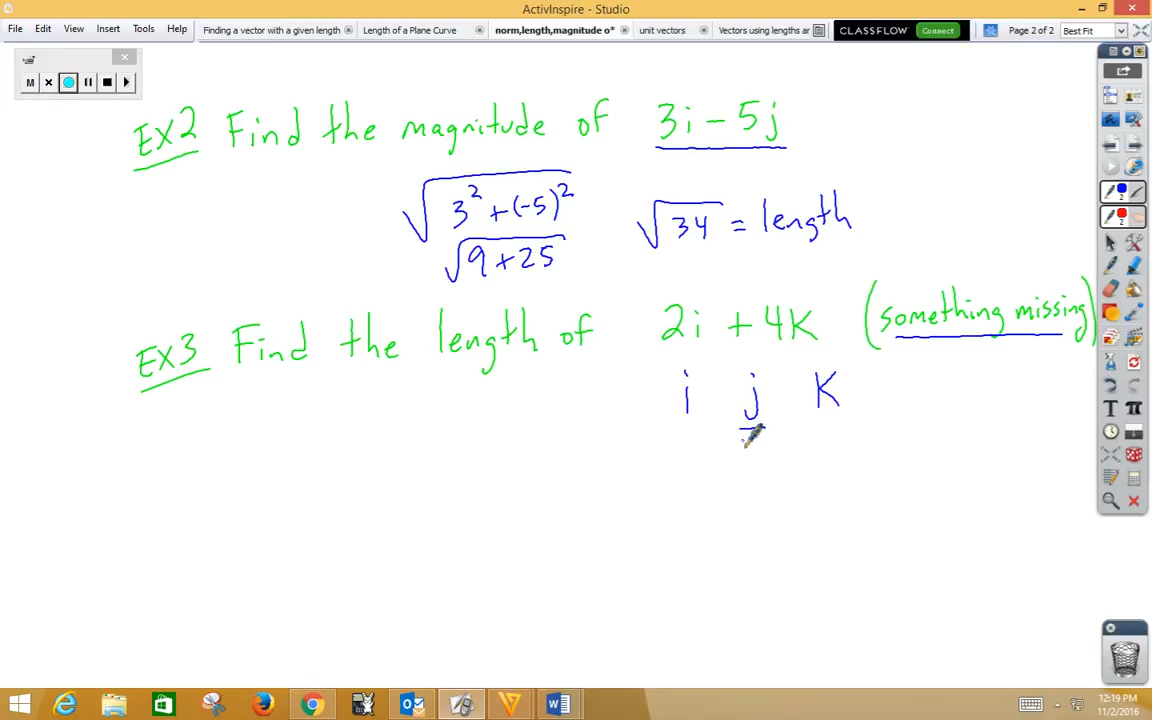 ActivInspire - Studio
File Edit View Insert Tools Help
Finding a vector with a given length
Length of a Plane Curve
norm,length,magnitude o*
unit vectors
Vectors using lengths ar
CLASSFLOW Connect
Page 2 of 2
Best Fit
M
EX2 Find the magnitude of 3i - 5j
√3² + (-5)²
√34 = length
√9 + 25
EX3 Find the length of 2i + 4K (something missing)
i j K
2
2
12:19 PM
11/2/2016